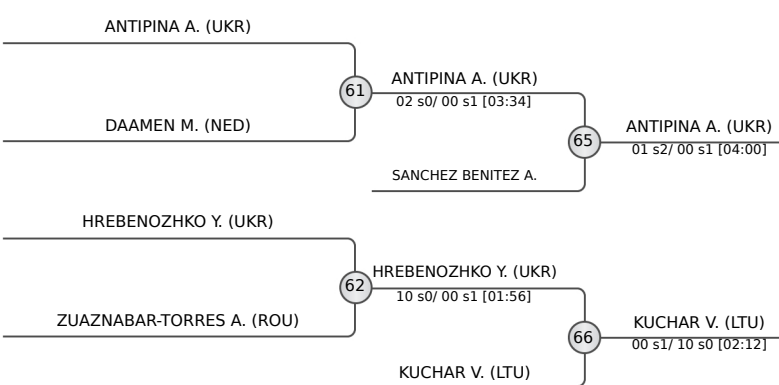 ANTIPINA A. (UKR)
61
ANTIPINA A. (UKR)
02 s0/ 00 s1 [03:34]
DAAMEN M. (NED)
65
ANTIPINA A. (UKR)
01 s2/ 00 s1 [04:00]
SANCHEZ BENITEZ A.
HREBENOZHKO Y. (UKR)
62
HREBENOZHKO Y. (UKR)
10 s0/ 00 s1 [01:56]
ZUAZNABAR-TORRES A. (ROU)
66
KUCHAR V. (LTU)
00 s1/ 10 s0 [02:12]
KUCHAR V. (LTU)